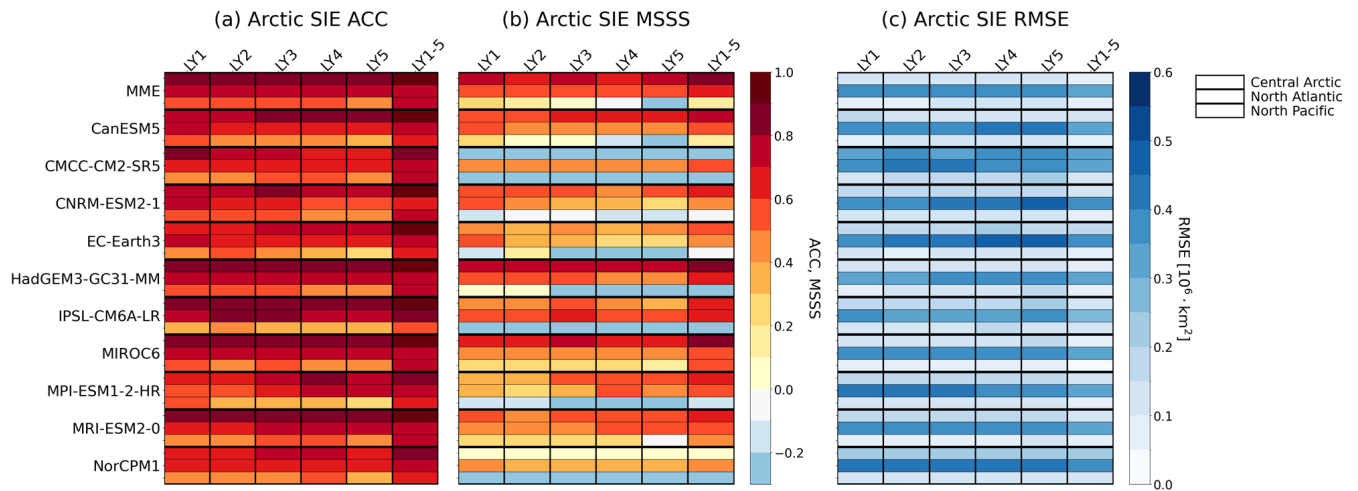 (a) Arctic SIE ACC
(b) Arctic SIE MSSS
(c) Arctic SIE RMSE
LY1 LY2 LY3 LY4 LY5 LY1-5
LY1 LY2 LY3 LY4 LY5 LY1-5
LY1 LY2 LY3 LY4 LY5 LY1-5
MME
CanESM5
CMCC-CM2-SR5
CNRM-ESM2-1
EC-Earth3
HadGEM3-GC31-MM
IPSL-CM6A-LR
MIROC6
MPI-ESM1-2-HR
MRI-ESM2-0
NorCPM1
1.0
0.8
0.6
0.4
0.2
0.0
−0.2
ACC, MSSS
0.6
0.5
0.4
0.3
0.2
0.1
0.0
RMSE [10⁶ · km²]
Central Arctic
North Atlantic
North Pacific